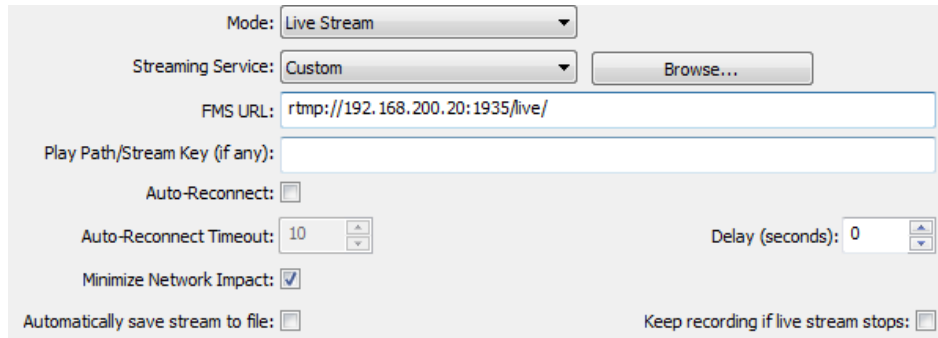 Mode: Live Stream
Streaming Service: Custom Browse...
FMS URL: rtmp://192.168.200.20:1935/live/
Play Path/Stream Key (if any):
Auto-Reconnect:
Auto-Reconnect Timeout: 10 Delay (seconds): 0
Minimize Network Impact:
Automatically save stream to file: Keep recording if live stream stops: